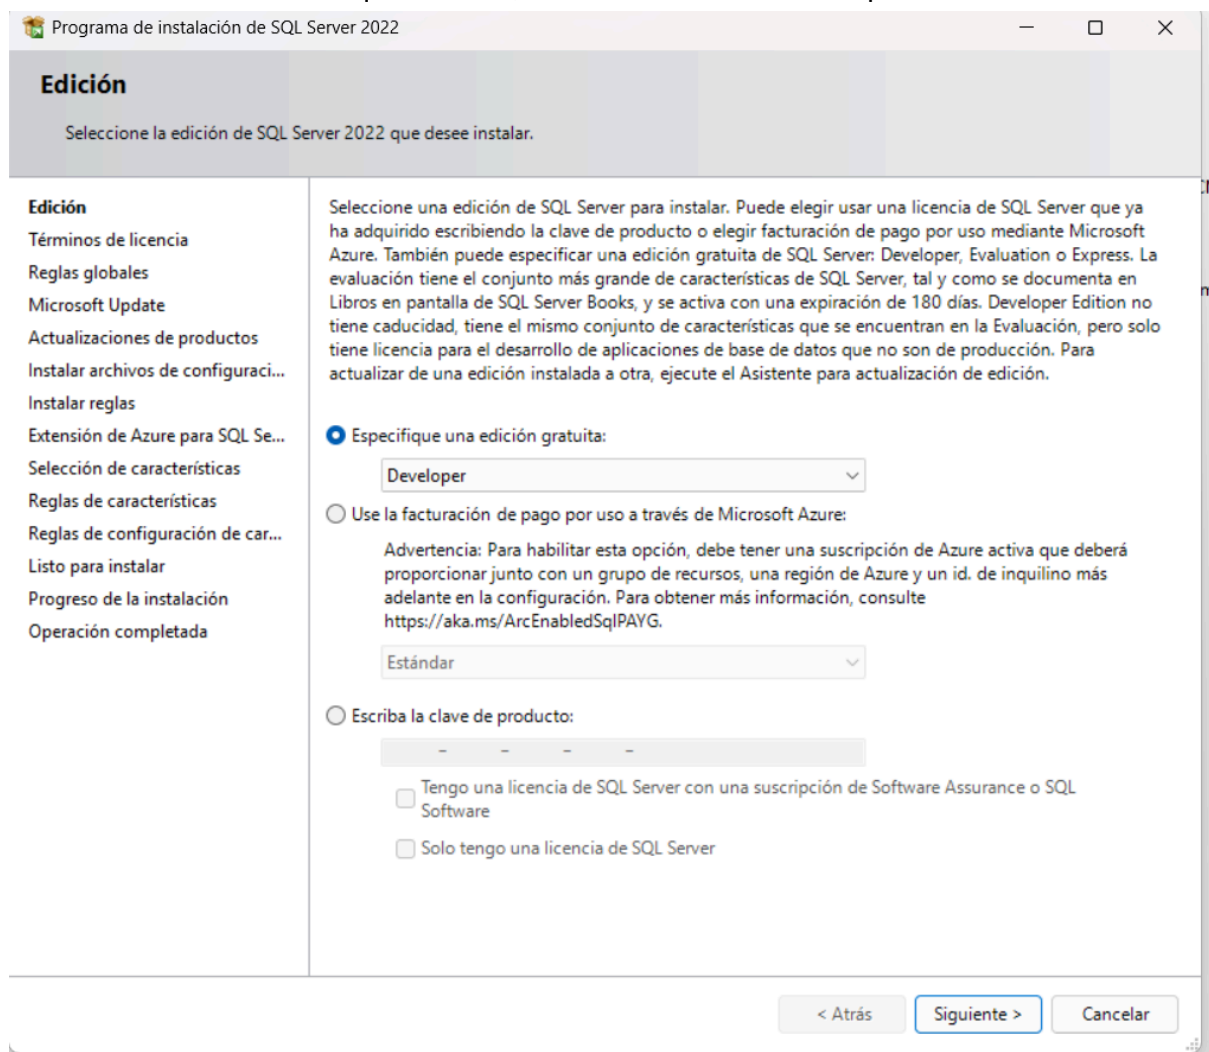 Programa de instalación de SQL Server 2022
Edición
Seleccione la edición de SQL Server 2022 que desee instalar.
Edición
Términos de licencia
Reglas globales
Microsoft Update
Actualizaciones de productos
Instalar archivos de configuraci...
Instalar reglas
Extensión de Azure para SQL Se...
Selección de características
Reglas de características
Reglas de configuración de car...
Listo para instalar
Progreso de la instalación
Operación completada
Seleccione una edición de SQL Server para instalar. Puede elegir usar una licencia de SQL Server que ya
ha adquirido escribiendo la clave de producto o elegir facturación de pago por uso mediante Microsoft
Azure. También puede especificar una edición gratuita de SQL Server: Developer, Evaluation o Express. La
evaluación tiene el conjunto más grande de características de SQL Server, tal y como se documenta en
Libros en pantalla de SQL Server Books, y se activa con una expiración de 180 días. Developer Edition no
tiene caducidad, tiene el mismo conjunto de características que se encuentran en la Evaluación, pero solo
tiene licencia para el desarrollo de aplicaciones de base de datos que no son de producción. Para
actualizar de una edición instalada a otra, ejecute el Asistente para actualización de edición.
Especifique una edición gratuita:
Developer
Use la facturación de pago por uso a través de Microsoft Azure:
Advertencia: Para habilitar esta opción, debe tener una suscripción de Azure activa que deberá
proporcionar junto con un grupo de recursos, una región de Azure y un id. de inquilino más
adelante en la configuración. Para obtener más información, consulte
https://aka.ms/ArcEnabledSqlPAYG.
Estándar
Escriba la clave de producto:
- - - -
Tengo una licencia de SQL Server con una suscripción de Software Assurance o SQL
Software
Solo tengo una licencia de SQL Server
< Atrás
Siguiente >
Cancelar